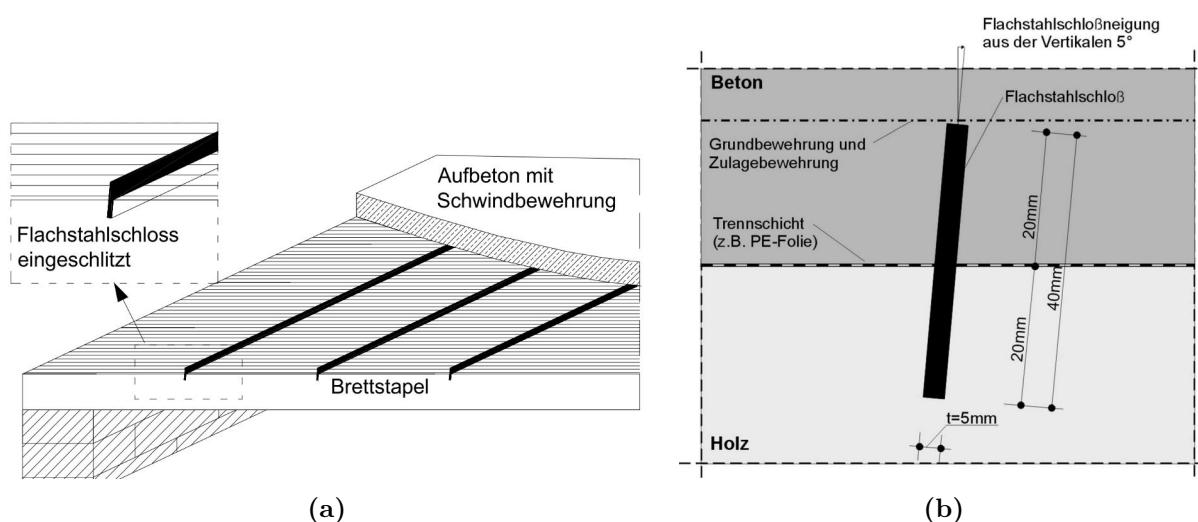 Flachstahlschloss
eingeschlitzt
Aufbeton mit
Schwindbewehrung
Brettstapel
(a)
Flachstahlschloßneigung
aus der Vertikalen 5°
Beton
Flachstahlschloß
Grundbewehrung und
Zulagebewehrung
Trennschicht
(z.B. PE-Folie)
20mm
40mm
20mm
t=5mm
Holz
(b)